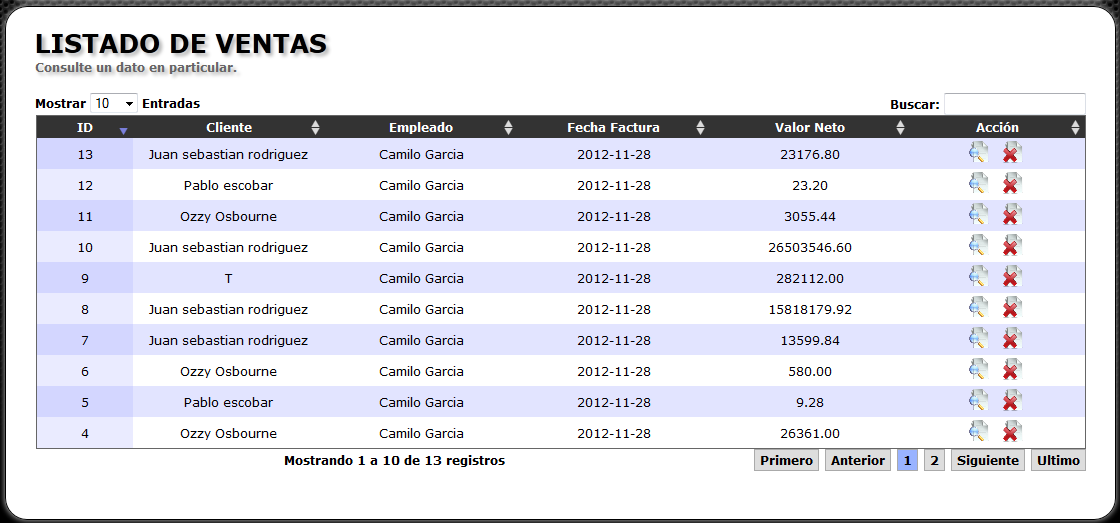 LISTADO DE VENTAS
Consulte un dato en particular.
Mostrar 10 Entradas Buscar:
ID Cliente Empleado Fecha Factura Valor Neto Acción
13 Juan sebastian rodriguez Camilo Garcia 2012-11-28 23176.80
12 Pablo escobar Camilo Garcia 2012-11-28 23.20
11 Ozzy Osbourne Camilo Garcia 2012-11-28 3055.44
10 Juan sebastian rodriguez Camilo Garcia 2012-11-28 26503546.60
9 T Camilo Garcia 2012-11-28 282112.00
8 Juan sebastian rodriguez Camilo Garcia 2012-11-28 15818179.92
7 Juan sebastian rodriguez Camilo Garcia 2012-11-28 13599.84
6 Ozzy Osbourne Camilo Garcia 2012-11-28 580.00
5 Pablo escobar Camilo Garcia 2012-11-28 9.28
4 Ozzy Osbourne Camilo Garcia 2012-11-28 26361.00
Mostrando 1 a 10 de 13 registros Primero Anterior 1 2 Siguiente Ultimo